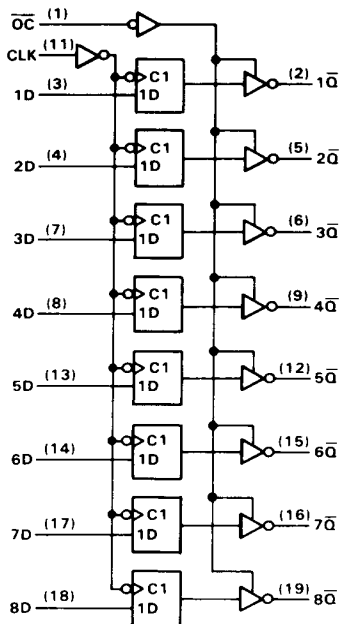 O̅C̅ (1)
CLK (11)
C1 (2) 1Q̅
1D (3) 1D
C1 (5) 2Q̅
2D (4) 1D
C1 (6) 3Q̅
3D (7) 1D
C1 (9) 4Q̅
4D (8) 1D
C1 (12) 5Q̅
5D (13) 1D
C1 (15) 6Q̅
6D (14) 1D
C1 (16) 7Q̅
7D (17) 1D
C1 (19) 8Q̅
8D (18) 1D